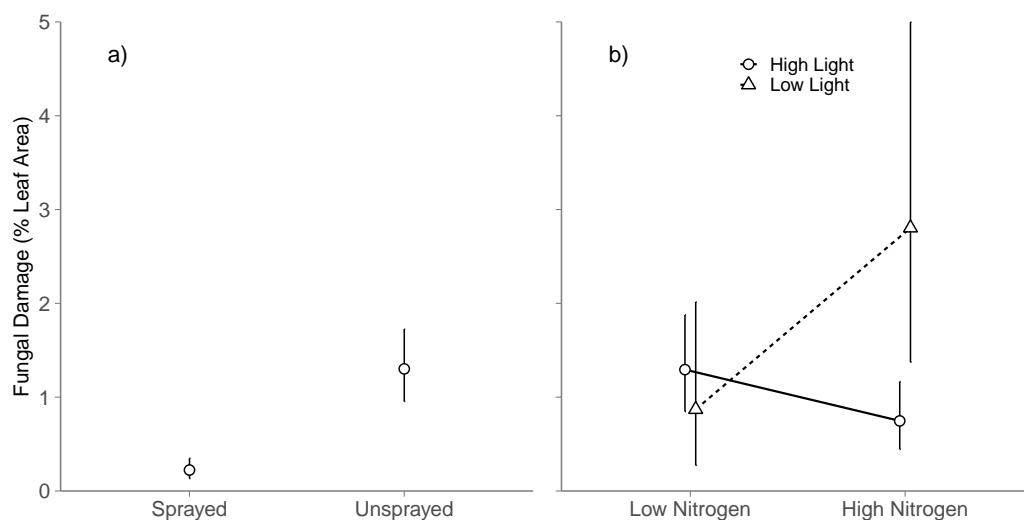 Fungal Damage (% Leaf Area)
5
4
3
2
1
0
a)
Sprayed Unsprayed
b)
High Light
Low Light
Low Nitrogen High Nitrogen